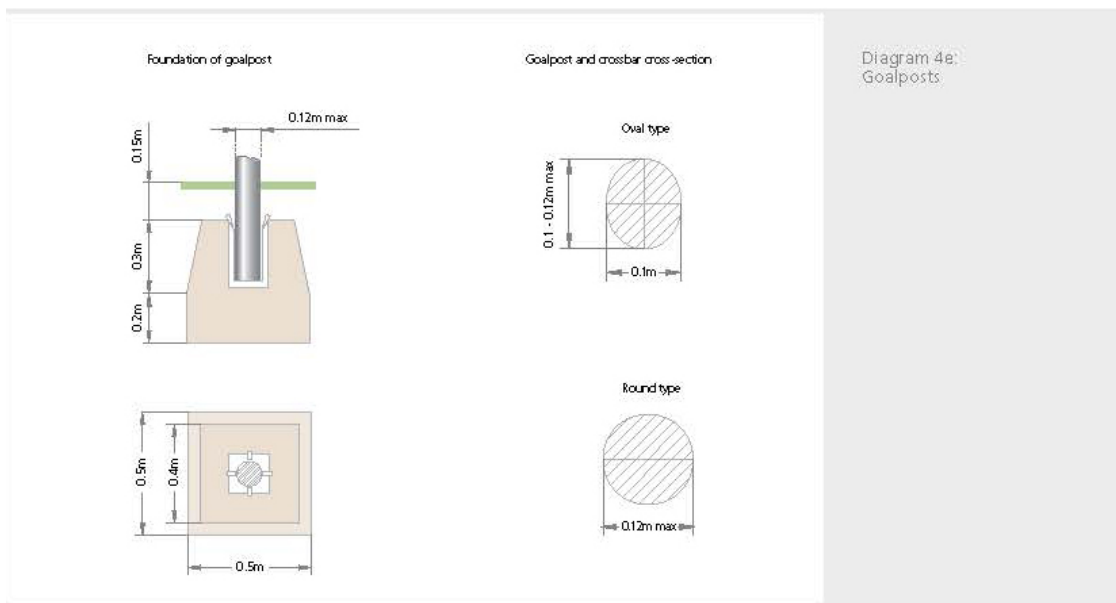 Foundation of goalpost
Goalpost and crossbar cross-section
Diagram 4e:
Goalposts
0.12m max
0.15m
0.3m
0.2m
Oval type
0.1 - 0.12m max
0.1m
0.5m
0.4m
0.5m
Round type
0.12m max